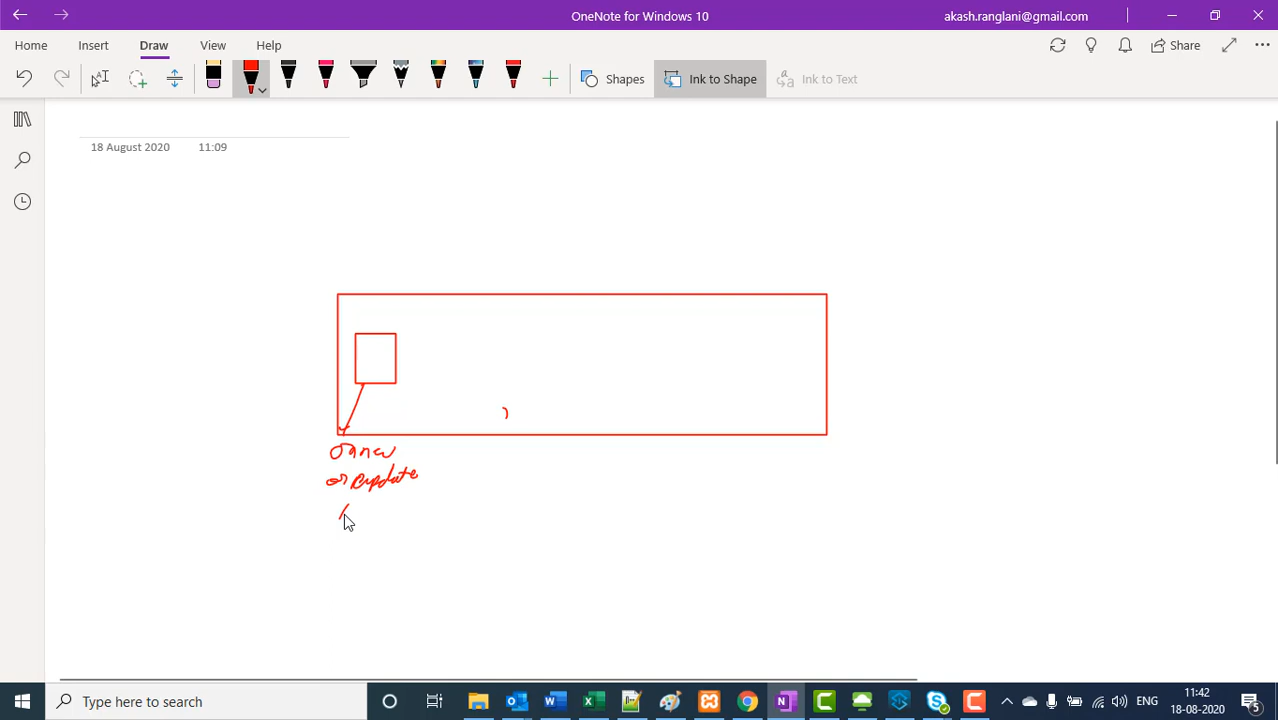 OneNote for Windows 10
akash.ranglani@gmail.com
Home Insert Draw View Help
Share
Shapes Ink to Shape Ink to Text
18 August 2020 11:09
or update
Type here to search
ENG
11:42
18-08-2020
5